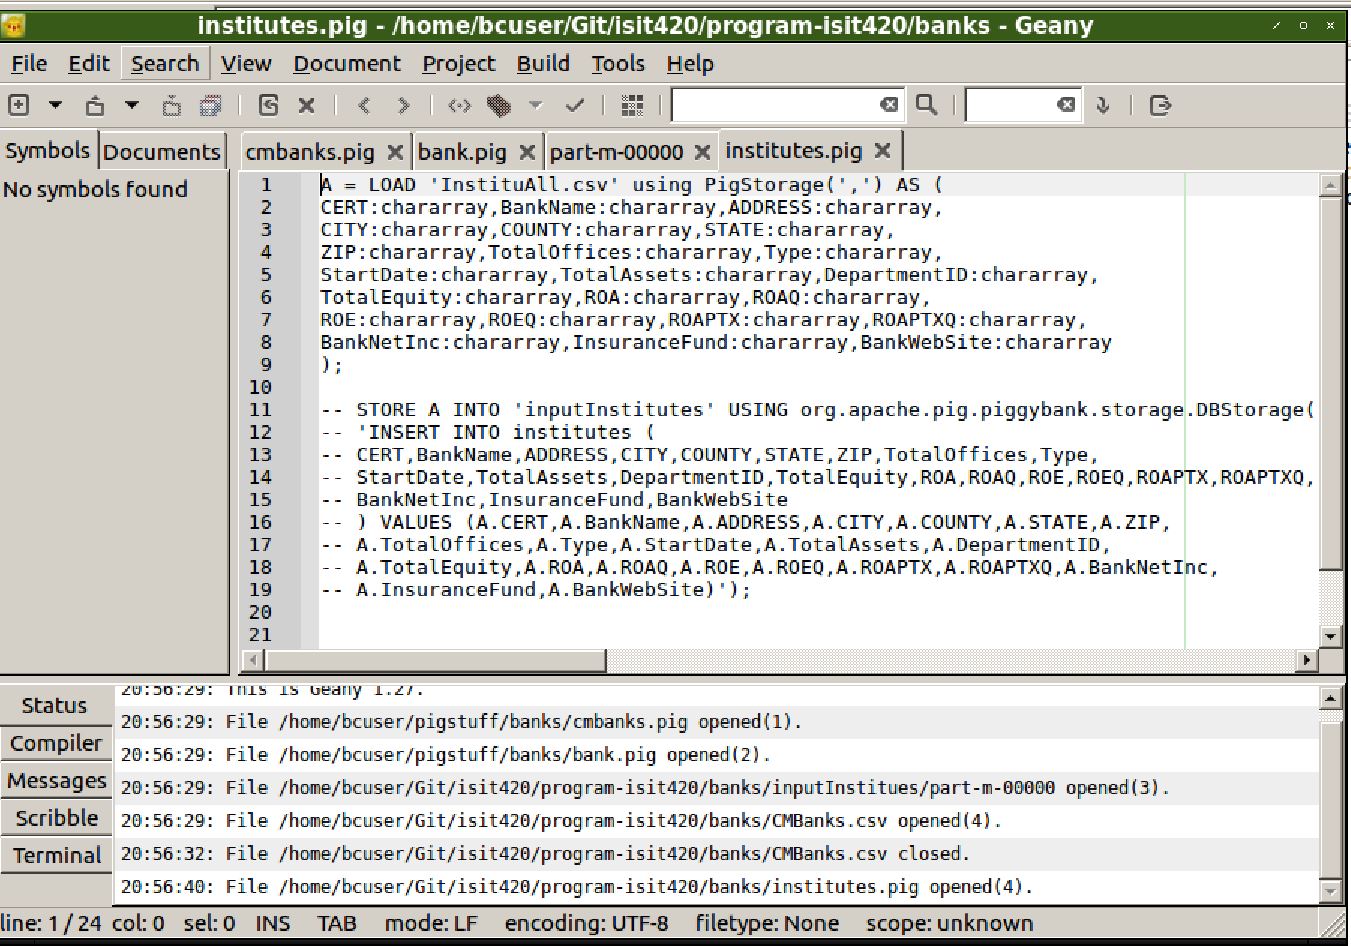 institutes.pig - /home/bcuser/Git/isit420/program-isit420/banks - Geany
File Edit Search View Document Project Build Tools Help
Symbols Documents
cmbanks.pig bank.pig part-m-00000 institutes.pig
No symbols found
1 A = LOAD 'InstituAll.csv' using PigStorage(',') AS (
2 CERT:chararray,BankName:chararray,ADDRESS:chararray,
3 CITY:chararray,COUNTY:chararray,STATE:chararray,
4 ZIP:chararray,TotalOffices:chararray,Type:chararray,
5 StartDate:chararray,TotalAssets:chararray,DepartmentID:chararray,
6 TotalEquity:chararray,ROA:chararray,ROAQ:chararray,
7 ROE:chararray,ROEQ:chararray,ROAPTX:chararray,ROAPTXQ:chararray,
8 BankNetInc:chararray,InsuranceFund:chararray,BankWebSite:chararray
9 );
10
11 -- STORE A INTO 'inputInstitutes' USING org.apache.pig.piggybank.storage.DBStorage(
12 -- 'INSERT INTO institutes (
13 -- CERT,BankName,ADDRESS,CITY,COUNTY,STATE,ZIP,TotalOffices,Type,
14 -- StartDate,TotalAssets,DepartmentID,TotalEquity,ROA,ROAQ,ROE,ROEQ,ROAPTX,ROAPTXQ,
15 -- BankNetInc,InsuranceFund,BankWebSite
16 -- ) VALUES (A.CERT,A.BankName,A.ADDRESS,A.CITY,A.COUNTY,A.STATE,A.ZIP,
17 -- A.TotalOffices,A.Type,A.StartDate,A.TotalAssets,A.DepartmentID,
18 -- A.TotalEquity,A.ROA,A.ROAQ,A.ROE,A.ROEQ,A.ROAPTX,A.ROAPTXQ,A.BankNetInc,
19 -- A.InsuranceFund,A.BankWebSite)');
20
21
Status
Compiler
Messages
Scribble
Terminal
20:56:29: This is Geany 1.27.
20:56:29: File /home/bcuser/pigstuff/banks/cmbanks.pig opened(1).
20:56:29: File /home/bcuser/pigstuff/banks/bank.pig opened(2).
20:56:29: File /home/bcuser/Git/isit420/program-isit420/banks/inputInstitues/part-m-00000 opened(3).
20:56:29: File /home/bcuser/Git/isit420/program-isit420/banks/CMBanks.csv opened(4).
20:56:32: File /home/bcuser/Git/isit420/program-isit420/banks/CMBanks.csv closed.
20:56:40: File /home/bcuser/Git/isit420/program-isit420/banks/institutes.pig opened(4).
line: 1 / 24 col: 0 sel: 0 INS TAB mode: LF encoding: UTF-8 filetype: None scope: unknown